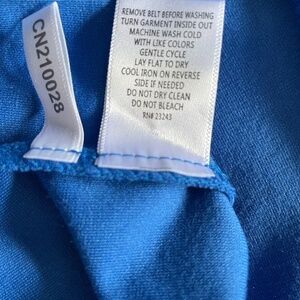 CN210028
REMOVE BELT BEFORE WASHING
TURN GARMENT INSIDE OUT
MACHINE WASH COLD
WITH LIKE COLORS
GENTLE CYCLE
LAY FLAT TO DRY
COOL IRON ON REVERSE
SIDE IF NEEDED
DO NOT DRY CLEAN
DO NOT BLEACH
RN# 23243